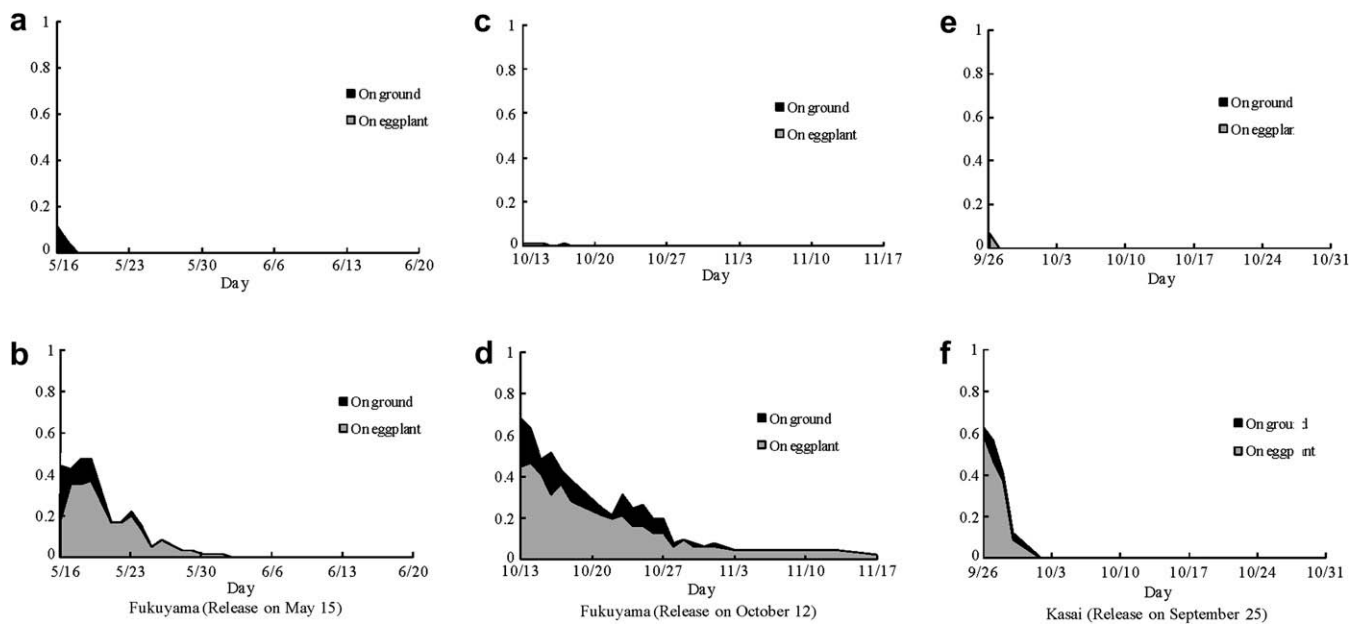 a
1
0.8
0.6
0.4
0.2
0
On ground
On eggplant
5/16 5/23 5/30 6/6 6/13 6/20
Day
c
1
0.8
0.6
0.4
0.2
0
On ground
On eggplant
10/13 10/20 10/27 11/3 11/10 11/17
Day
e
1
0.8
0.6
0.4
0.2
0
On ground
On eggplar
9/26 10/3 10/10 10/17 10/24 10/31
Day
b
1
0.8
0.6
0.4
0.2
0
On ground
On eggplant
5/16 5/23 5/30 6/6 6/13 6/20
Day
Fukuyama (Release on May 15)
d
1
0.8
0.6
0.4
0.2
0
On ground
On eggplant
10/13 10/20 10/27 11/3 11/10 11/17
Day
Fukuyama (Release on October 12)
f
1
0.8
0.6
0.4
0.2
0
On grou d
On eggp nt
9/26 10/3 10/10 10/17 10/24 10/31
Day
Kasai (Release on September 25)